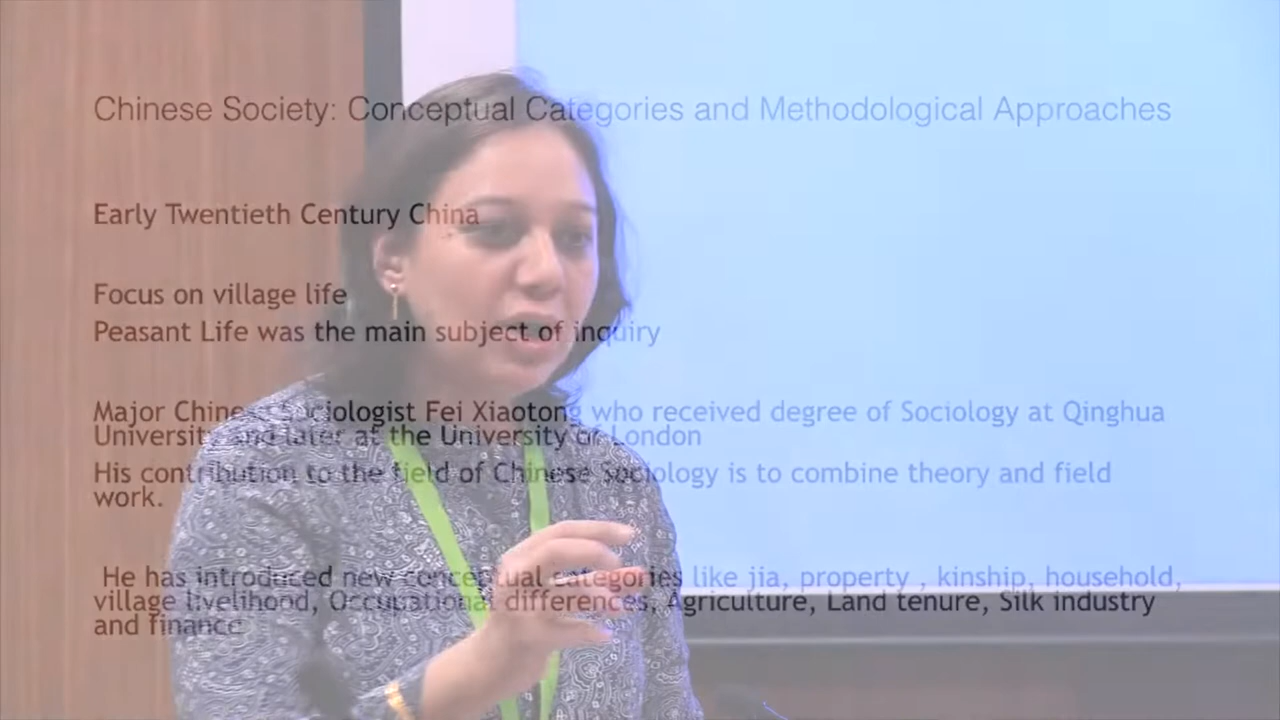 Chinese Society: Conceptual Categories and Methodological Approaches
Early Twentieth Century China
Focus on village life
Peasant Life was the main subject of inquiry
Major Chinese Sociologist Fei Xiaotong who received degree of Sociology at Qinghua
University and later at the University of London
His contribution to the field of Chinese Sociology is to combine theory and field
work.
He has introduced new conceptual categories like jia, property , kinship, household,
village livelihood, Occupational differences, Agriculture, Land tenure, Silk industry
and finance